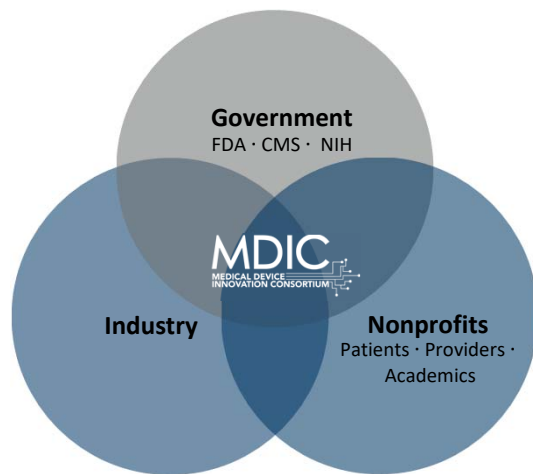 Government
FDA · CMS · NIH
MDIC
MEDICAL DEVICE
INNOVATION CONSORTIUM
Industry
Nonprofits
Patients · Providers ·
Academics